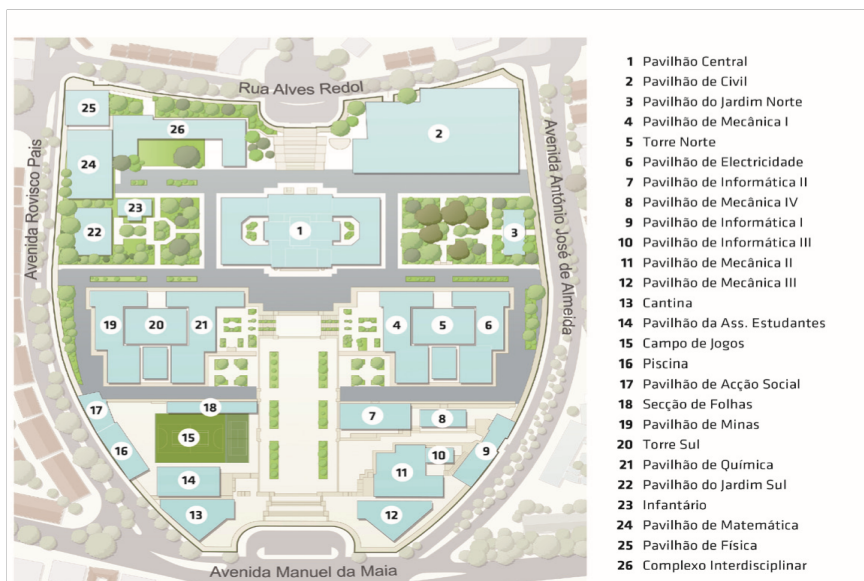 Rua Alves Redol
Avenida Rovisco Pais
Avenida António José de Almeida
Avenida Manuel da Maia
25
26
2
24
23
22
1
3
19
20
21
4
5
6
17
18
7
8
15
16
10
9
14
11
13
12
1 Pavilhão Central
2 Pavilhão de Civil
3 Pavilhão do Jardim Norte
4 Pavilhão de Mecânica I
5 Torre Norte
6 Pavilhão de Electricidade
7 Pavilhão de Informática II
8 Pavilhão de Mecânica IV
9 Pavilhão de Informática I
10 Pavilhão de Informática III
11 Pavilhão de Mecânica II
12 Pavilhão de Mecânica III
13 Cantina
14 Pavilhão da Ass. Estudantes
15 Campo de Jogos
16 Piscina
17 Pavilhão de Acção Social
18 Secção de Folhas
19 Pavilhão de Minas
20 Torre Sul
21 Pavilhão de Química
22 Pavilhão do Jardim Sul
23 Infantário
24 Pavilhão de Matemática
25 Pavilhão de Física
26 Complexo Interdisciplinar